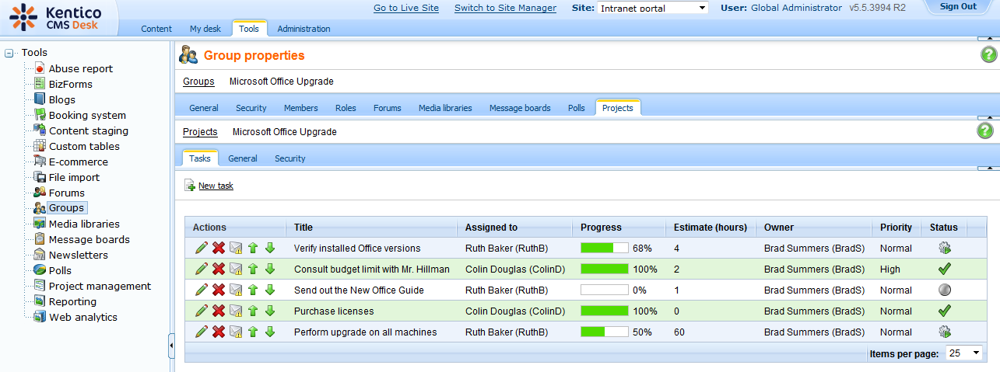 Kentico
CMS Desk
Go to Live Site Switch to Site Manager Site: Intranet portal User: Global Administrator v5.5.3994 R2 Sign Out
Content My desk Tools Administration
Tools
Abuse report
BizForms
Blogs
Booking system
Content staging
Custom tables
E-commerce
File import
Forums
Groups
Media libraries
Message boards
Newsletters
Polls
Project management
Reporting
Web analytics
Group properties
Groups Microsoft Office Upgrade
General Security Members Roles Forums Media libraries Message boards Polls Projects
Projects Microsoft Office Upgrade
Tasks General Security
New task
Actions Title Assigned to Progress Estimate (hours) Owner Priority Status
Verify installed Office versions Ruth Baker (RuthB) 68% 4 Brad Summers (BradS) Normal
Consult budget limit with Mr. Hillman Colin Douglas (ColinD) 100% 2 Brad Summers (BradS) High
Send out the New Office Guide Ruth Baker (RuthB) 0% 1 Brad Summers (BradS) Normal
Purchase licenses Colin Douglas (ColinD) 100% 0 Brad Summers (BradS) Normal
Perform upgrade on all machines Ruth Baker (RuthB) 50% 60 Brad Summers (BradS) Normal
Items per page: 25